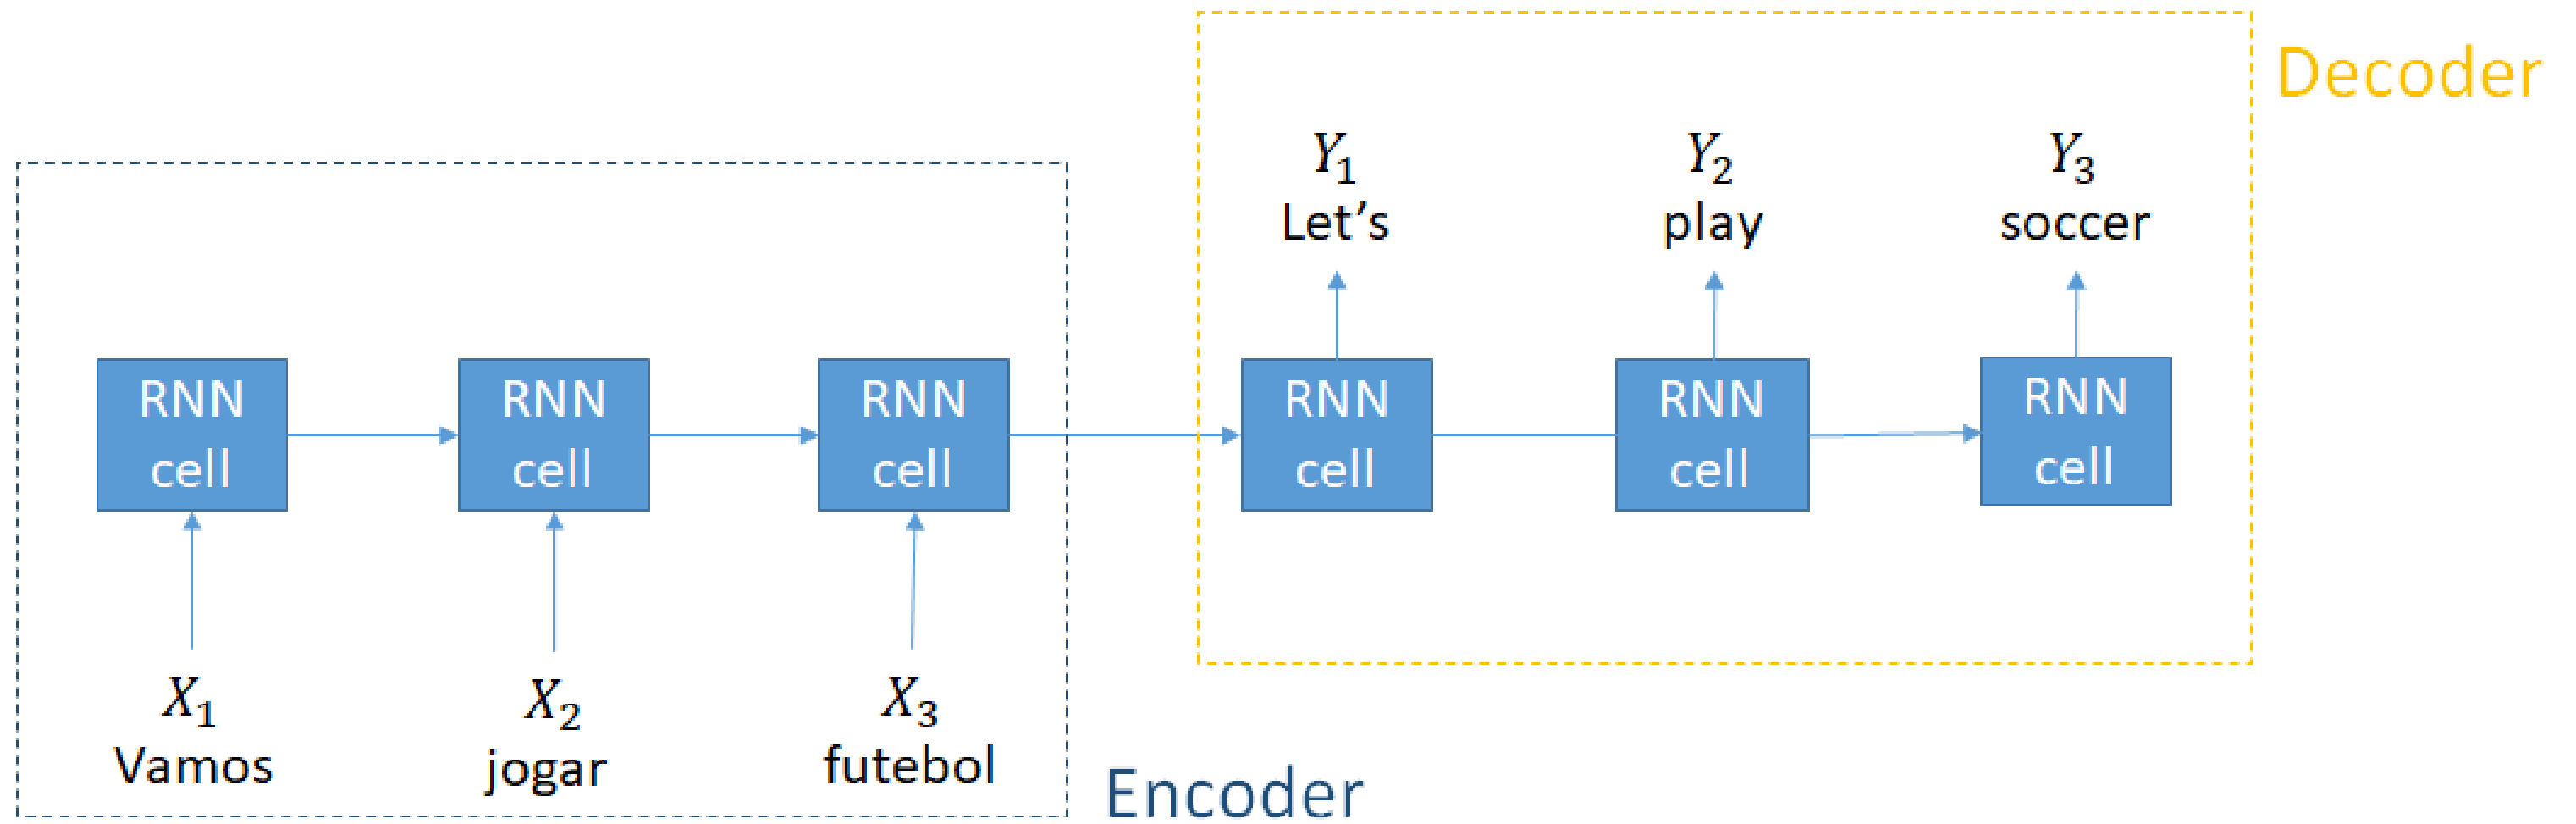 Decoder
Y₁ Y₂ Y₃
Let's play soccer
RNN RNN RNN RNN RNN RNN
cell cell cell cell cell cell
X₁ X₂ X₃
Vamos jogar futebol
Encoder